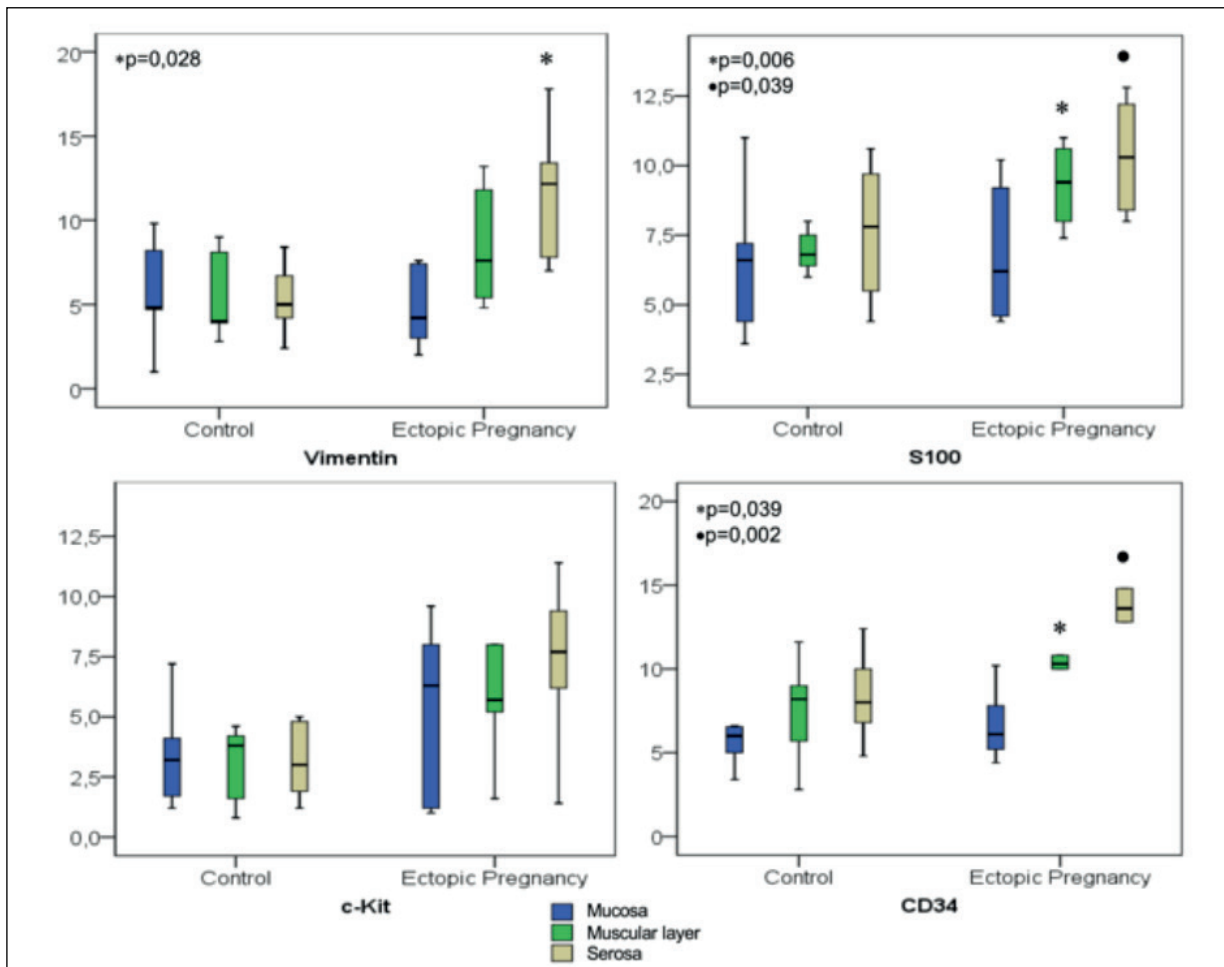 20
15
10
5
0
*p=0,028
*
Control
Ectopic Pregnancy
Vimentin
12,5
10,0
7,5
5,0
2,5
*p=0,006
●p=0,039
*
●
Control
Ectopic Pregnancy
S100
12,5
10,0
7,5
5,0
2,5
0,0
Control
Ectopic Pregnancy
c-Kit
20
15
10
5
0
*p=0,039
●p=0,002
*
●
Control
Ectopic Pregnancy
CD34
Mucosa
Muscular layer
Serosa